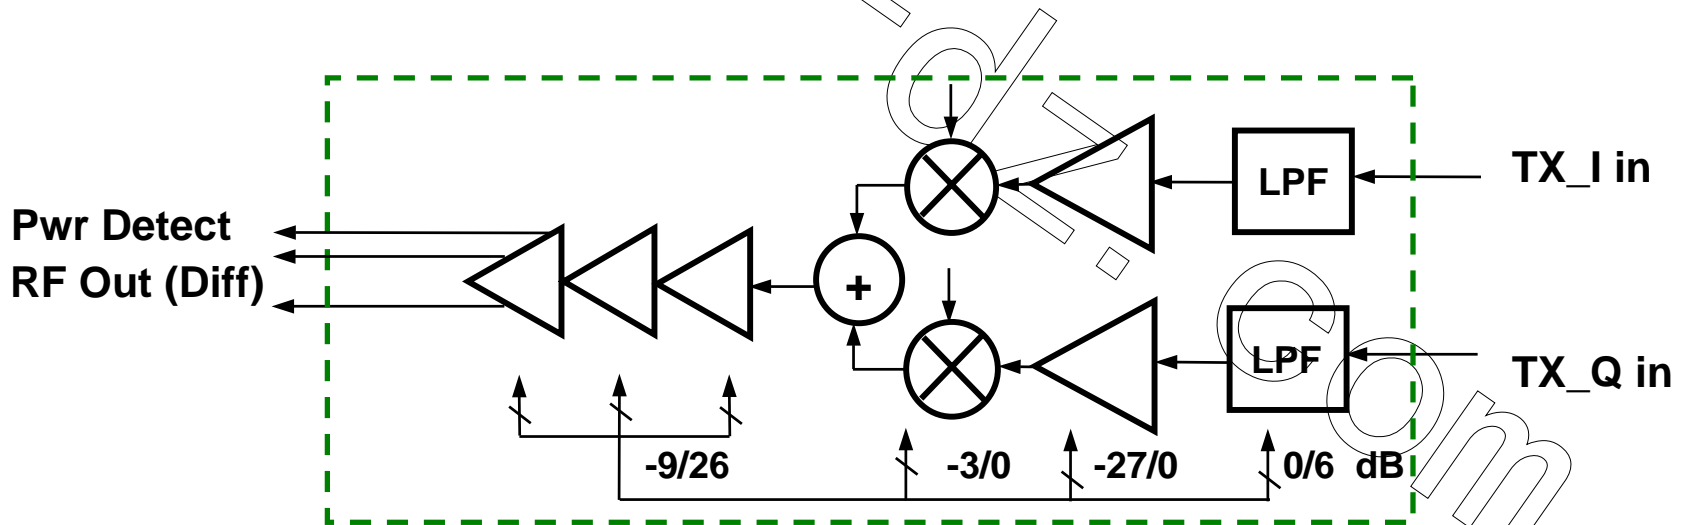 TX_I in
LPF
Pwr Detect
RF Out (Diff)
+
LPF
TX_Q in
-9/26
-3/0
-27/0
0/6 dB